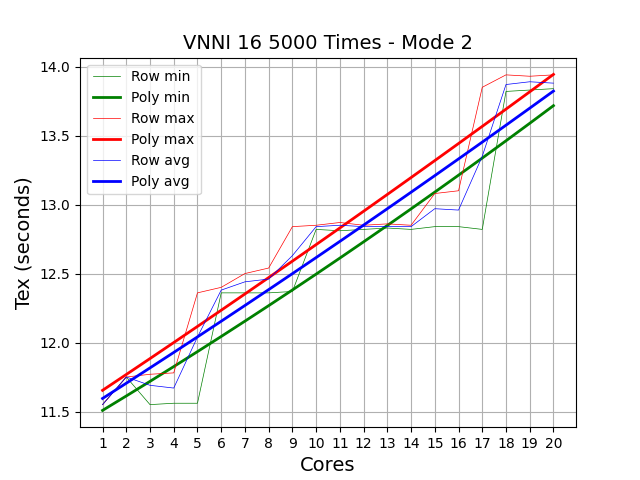 VNNI 16 5000 Times - Mode 2
Tex (seconds)
14.0
13.5
13.0
12.5
12.0
11.5
Row min
Poly min
Row max
Poly max
Row avg
Poly avg
1 2 3 4 5 6 7 8 9 10 11 12 13 14 15 16 17 18 19 20
Cores